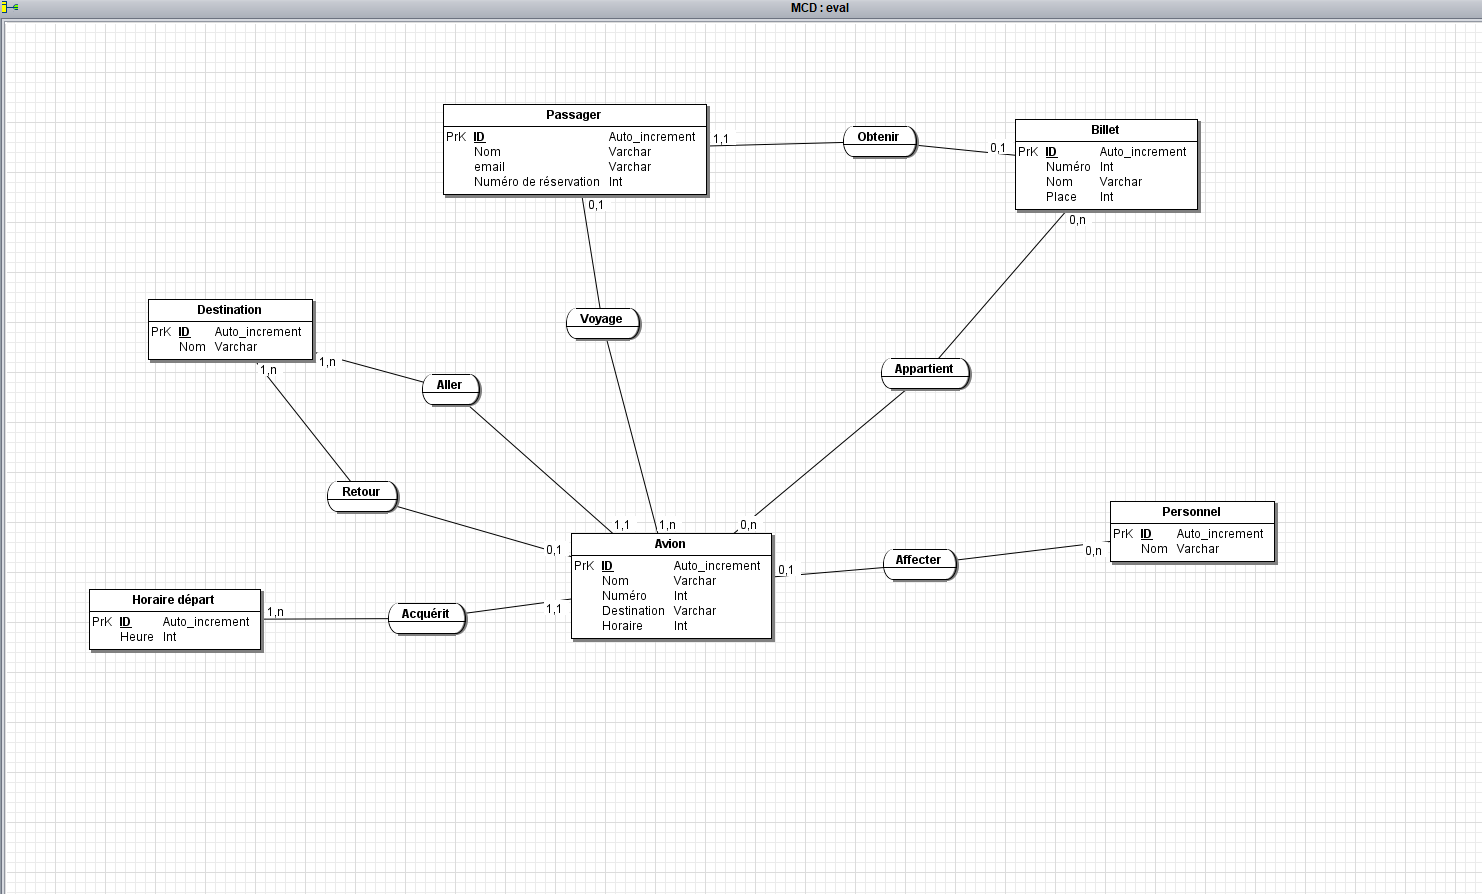 MCD : eval
Passager
PrK ID Auto_increment
Nom Varchar
email Varchar
Numéro de réservation Int
1,1
Obtenir
0,1
Billet
PrK ID Auto_increment
Numéro Int
Nom Varchar
Place Int
0,1
0,n
Voyage
Destination
PrK ID Auto_increment
Nom Varchar
1,n
1,n
Aller
Appartient
Retour
1,1
1,n
0,n
0,1
Avion
PrK ID Auto_increment
Nom Varchar
Numéro Int
Destination Varchar
Horaire Int
0,1
Affecter
0,n
Personnel
PrK ID Auto_increment
Nom Varchar
Horaire départ
PrK ID Auto_increment
Heure Int
1,n
Acquérit
1,1